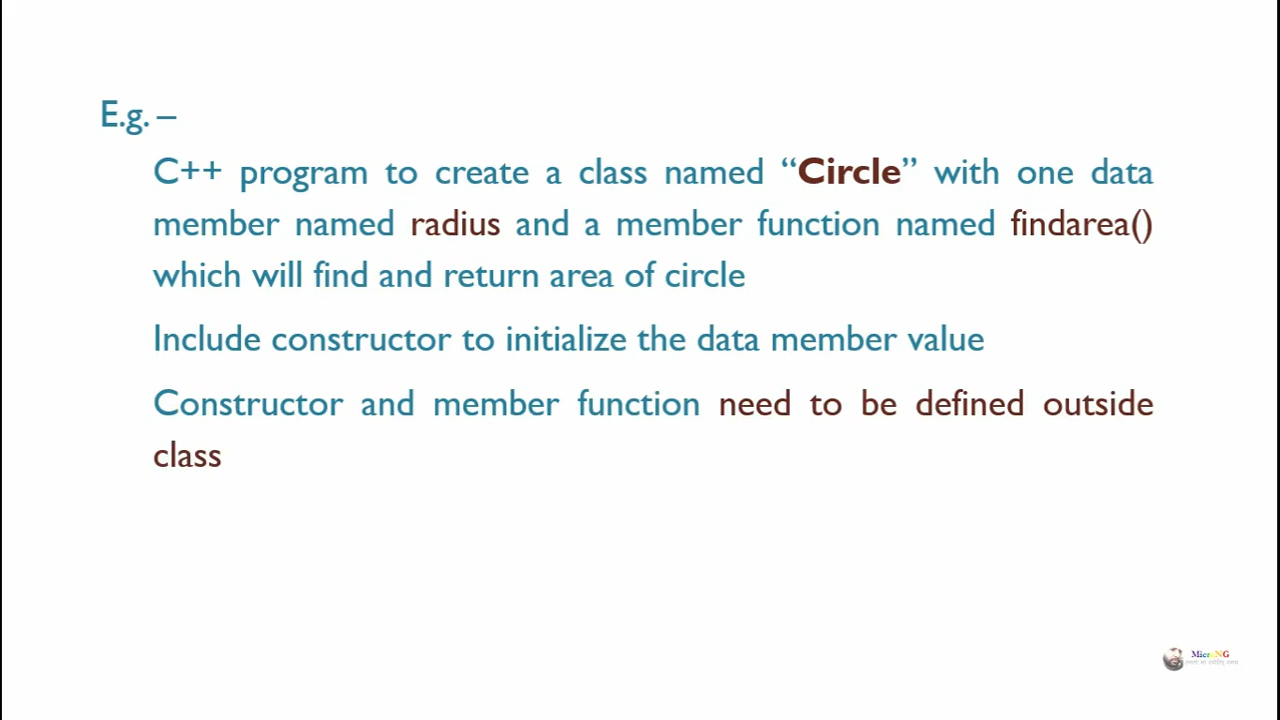 E.g. –
C++ program to create a class named “Circle” with one data
member named radius and a member function named findarea()
which will find and return area of circle
Include constructor to initialize the data member value
Constructor and member function need to be defined outside
class
MicroNG